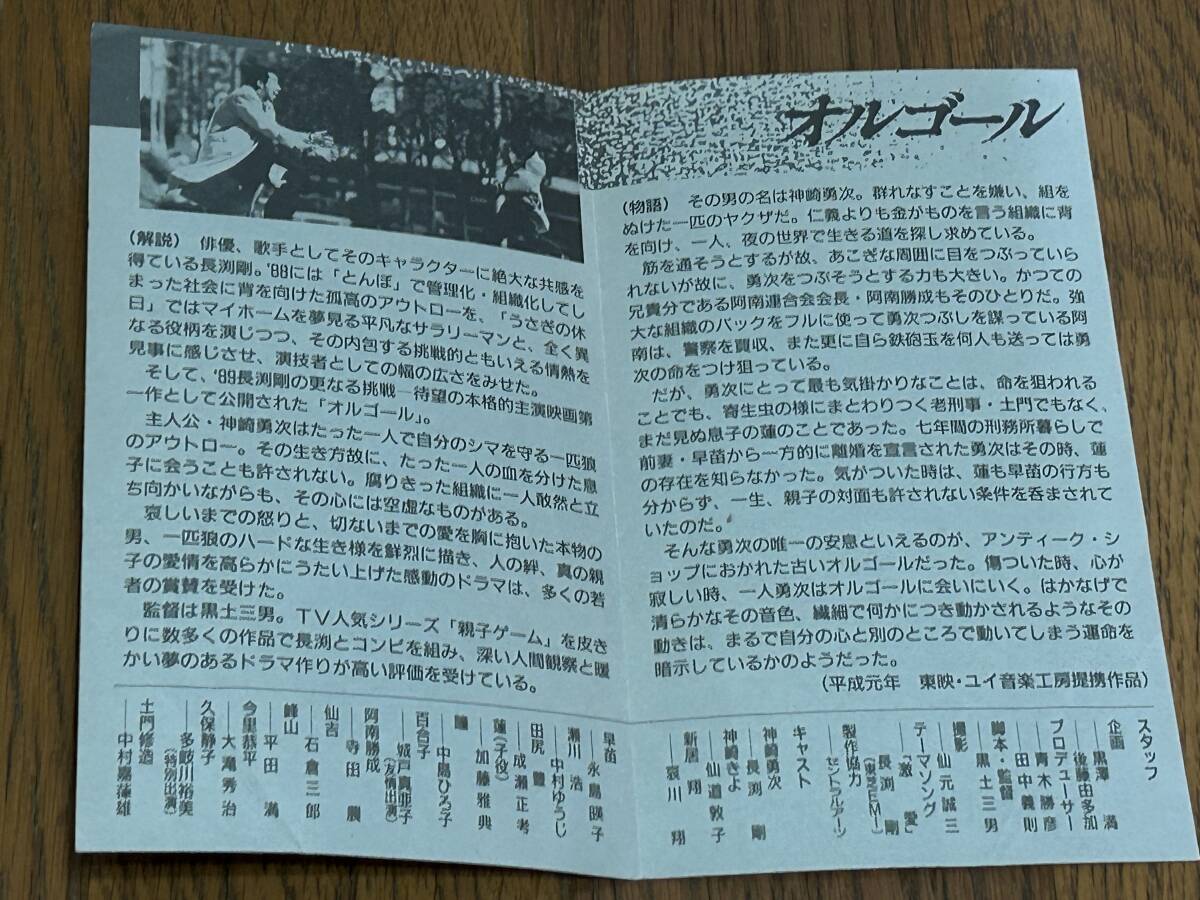 オルゴール
(解説) 俳優、歌手としてそのキャラクターに絶大な共感を
得ている長渕剛。'88には「とんぼ」で管理化・組織化してし
まった社会に背を向けた孤高のアウトローを、「うさぎの休
日」ではマイホームを夢見る平凡なサラリーマンと、全く異
なる役柄を演じつつ、その内包する挑戦的ともいえる情熱を
見事に感じさせ、演技者としての幅の広さをみせた。
そして、'89長渕剛の更なる挑戦―待望の本格的主演映画第
一作として公開された「オルゴール」。
主人公・神崎勇次はたった一人で自分のシマを守る一匹狼
のアウトロー。その生き方故に、たった一人の血を分けた息
子に会うことも許されない。腐りきった組織に一人敢然と立
ち向かいながらも、その心には空虚なものがある。
哀しいまでの怒りと、切ないまでの愛を胸に抱いた本物の
男、一匹狼のハードな生き様を鮮烈に描き、人の絆、真の親
子の愛情を高らかにうたい上げた感動のドラマは、多くの若
者の賞賛を受けた。
監督は黒土三男。TV人気シリーズ「親子ゲーム」を皮き
りに数多くの作品で長渕とコンビを組み、深い人間観察と暖
かい夢のあるドラマ作りが高い評価を受けている。
(物語) その男の名は神崎勇次。群れなすことを嫌い、組を
ぬけた一匹のヤクザだ。仁義よりも金がものを言う組織に背
を向け、一人、夜の世界で生きる道を探し求めている。
筋を通そうとするが故、あこぎな周囲に目をつぶっていら
れないが故に、勇次をつぶそうとする力も大きい。かつての
兄貴分である阿南連合会会長・阿南勝成もそのひとりだ。強
大な組織のバックをフルに使って勇次つぶしを謀っている阿
南は、警察を買収、また更に自ら鉄砲玉を何人も送っては勇
次の命をつけ狙っている。
だが、勇次にとって最も気掛かりなことは、命を狙われる
ことでも、寄生虫の様にまとわりつく老刑事・土門でもなく、
まだ見ぬ息子の蓮のことであった。七年間の刑務所暮らしで
前妻・早苗から一方的に離婚を宣言された勇次はその時、蓮
の存在を知らなかった。気がついた時は、蓮も早苗の行方も
分からず、一生、親子の対面も許されない条件を呑まされて
いたのだ。
そんな勇次の唯一の安息といえるのが、アンティーク・シ
ョップにおかれた古いオルゴールだった。傷ついた時、心が
寂しい時、一人勇次はオルゴールに会いにいく。はかなげで
清らかなその音色、繊細で何かにつき動かされるようなその
動きは、まるで自分の心と別のところで動いてしまう運命を
暗示しているかのようだった。
(平成元年 東映・ユイ音楽工房提携作品)
スタッフ
企画
――黒澤 満
後藤由多加
プロデューサー
――青木勝彦
田中義則
脚本・監督
――黒土三男
撮影
――仙元誠三
テーマソング
――「激 愛」
長渕 剛
製作協力
――セントラルアーツ
キャスト
神崎勇次
――長渕 剛
神崎きよ
――仙道敦子
新居 翔
――哀川 翔
早苗
――永島暎子
瀬川 浩
――中村ゆうじ
田尻 豊
――成瀬正考
蓮(子役)
――加藤雅典
瞳
――中島ひろ子
百合子
――城戸真亜子
(友情出演)
阿南勝成
――寺田 農
仙吉
――石倉三郎
峰山
――平田 満
今里恭平
――大滝秀治
久保静子
――多岐川裕美
(特別出演)
土門修造
――中村嘉葎雄